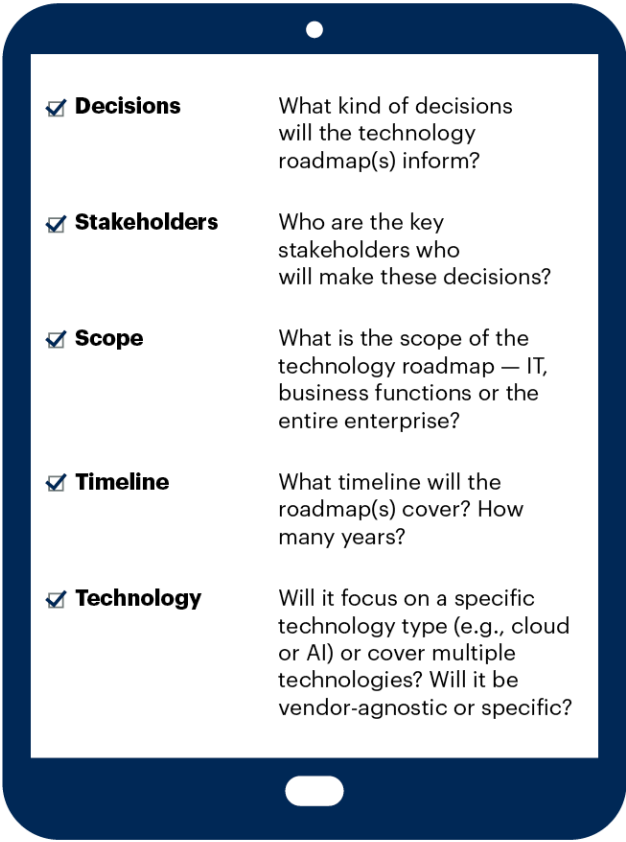 Decisions
What kind of decisions
will the technology
roadmap(s) inform?
Stakeholders
Who are the key
stakeholders who
will make these decisions?
Scope
What is the scope of the
technology roadmap — IT,
business functions or the
entire enterprise?
Timeline
What timeline will the
roadmap(s) cover? How
many years?
Technology
Will it focus on a specific
technology type (e.g., cloud
or AI) or cover multiple
technologies? Will it be
vendor-agnostic or specific?